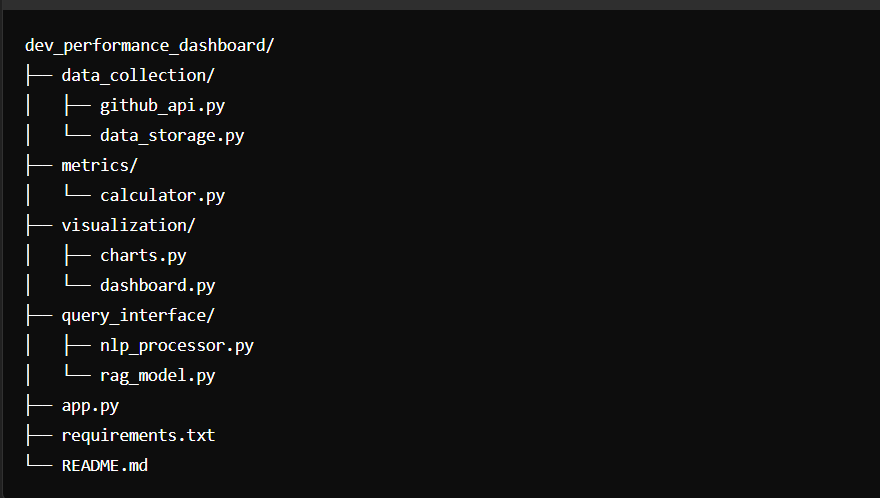 dev_performance_dashboard/
├── data_collection/
│   ├── github_api.py
│   └── data_storage.py
├── metrics/
│   └── calculator.py
├── visualization/
│   ├── charts.py
│   └── dashboard.py
├── query_interface/
│   ├── nlp_processor.py
│   └── rag_model.py
├── app.py
├── requirements.txt
└── README.md